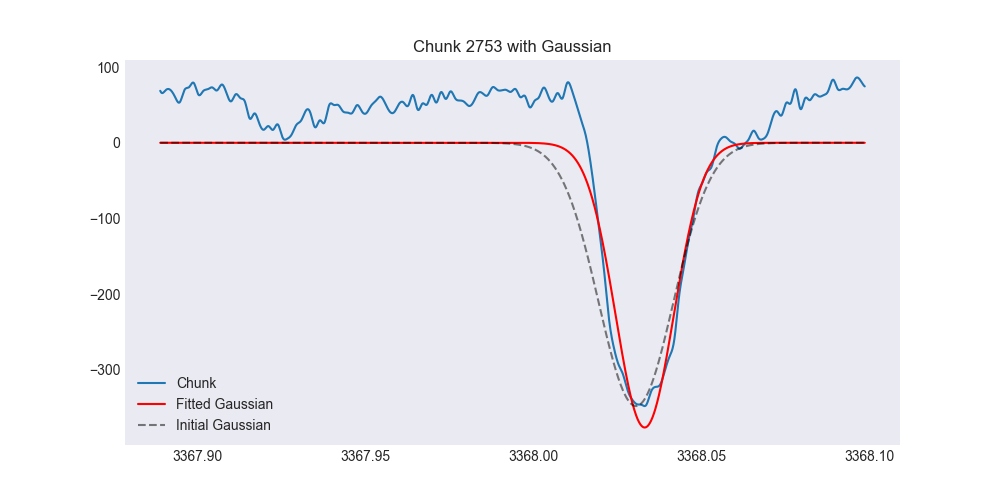 Chunk 2753 with Gaussian
100
0
−100
−200
−300
Chunk
Fitted Gaussian
Initial Gaussian
3367.90 3367.95 3368.00 3368.05 3368.10